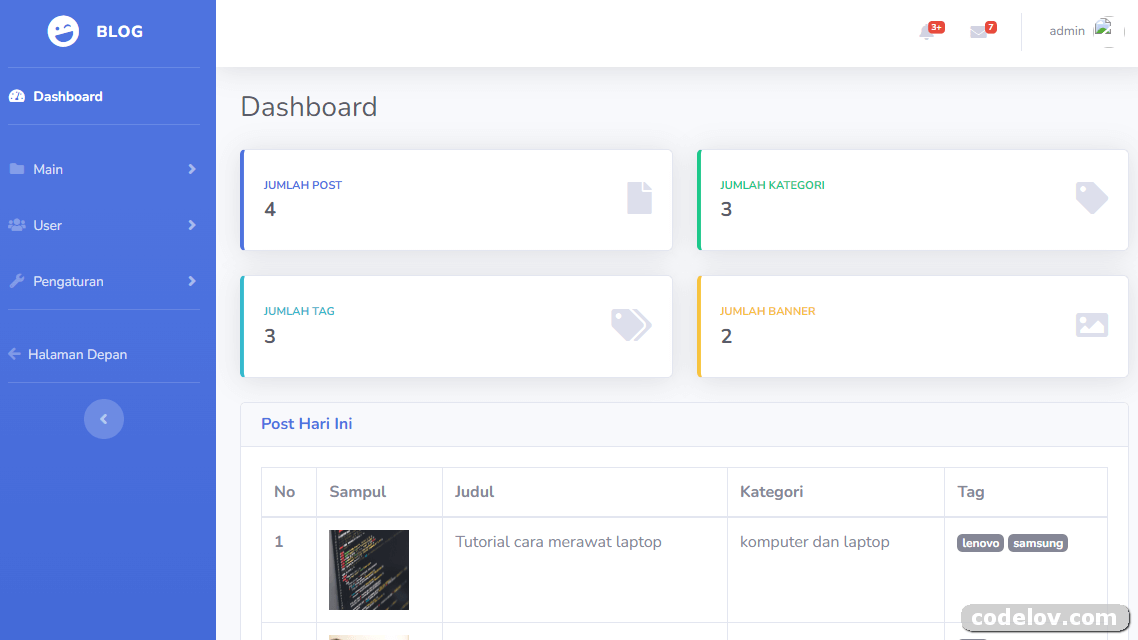 BLOG
3+
7
admin
Dashboard
Main
User
Pengaturan
Halaman Depan
Dashboard
JUMLAH POST
4
JUMLAH KATEGORI
3
JUMLAH TAG
3
JUMLAH BANNER
2
Post Hari Ini
No Sampul Judul Kategori Tag
1 Tutorial cara merawat laptop komputer dan laptop lenovo samsung
codelov.com